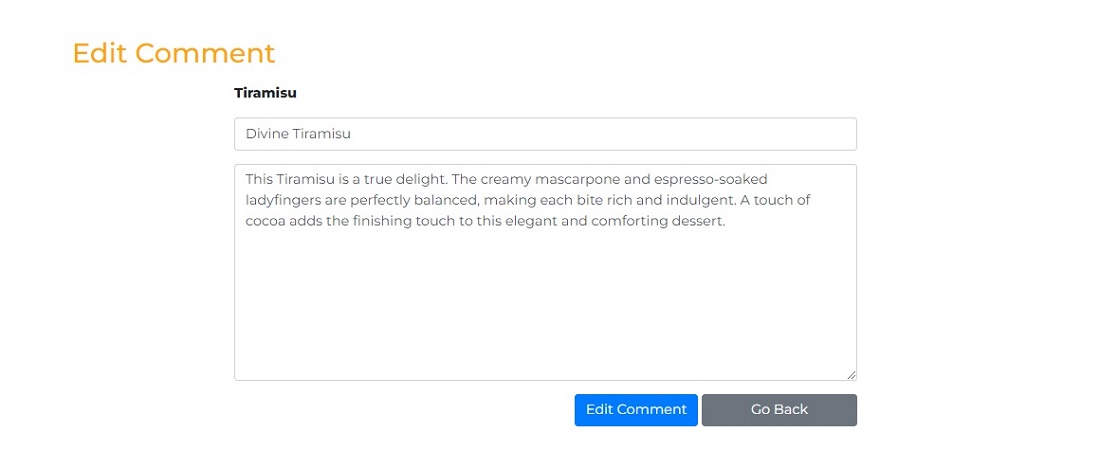 Edit Comment
Tiramisu
Divine Tiramisu
This Tiramisu is a true delight. The creamy mascarpone and espresso-soaked
ladyfingers are perfectly balanced, making each bite rich and indulgent. A touch of
cocoa adds the finishing touch to this elegant and comforting dessert.
Edit Comment
Go Back